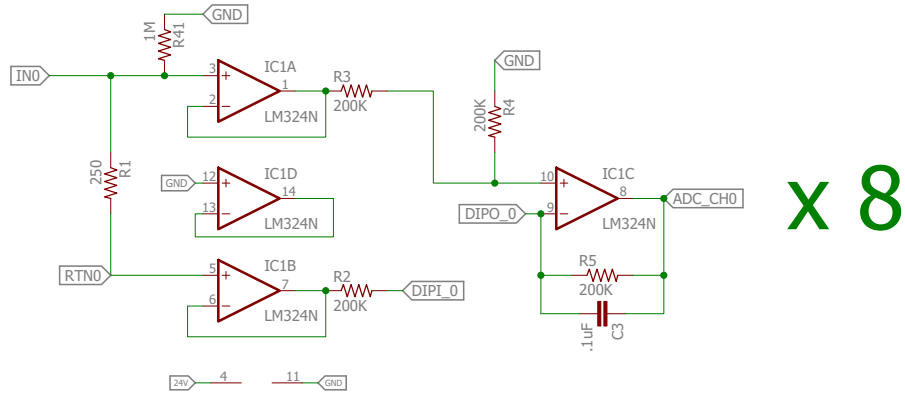 GND
1M
R41
IN0
3
2
1
IC1A
LM324N
R3
200K
GND
200K
R4
250
R1
GND
12
13
14
IC1D
LM324N
10
9
8
IC1C
LM324N
DIPO_0
ADC_CH0
x 8
RTN0
5
6
7
IC1B
LM324N
R2
200K
DIPI_0
R5
200K
.1uF
C3
24V
4
11
GND